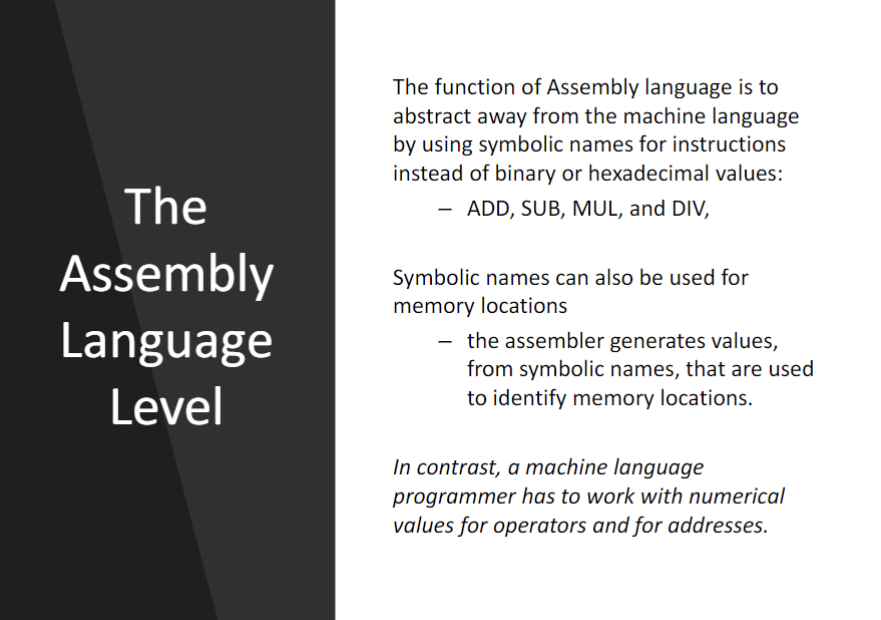 The
Assembly
Language
Level
The function of Assembly language is to
abstract away from the machine language
by using symbolic names for instructions
instead of binary or hexadecimal values:
– ADD, SUB, MUL, and DIV,
Symbolic names can also be used for
memory locations
– the assembler generates values,
from symbolic names, that are used
to identify memory locations.
In contrast, a machine language
programmer has to work with numerical
values for operators and for addresses.